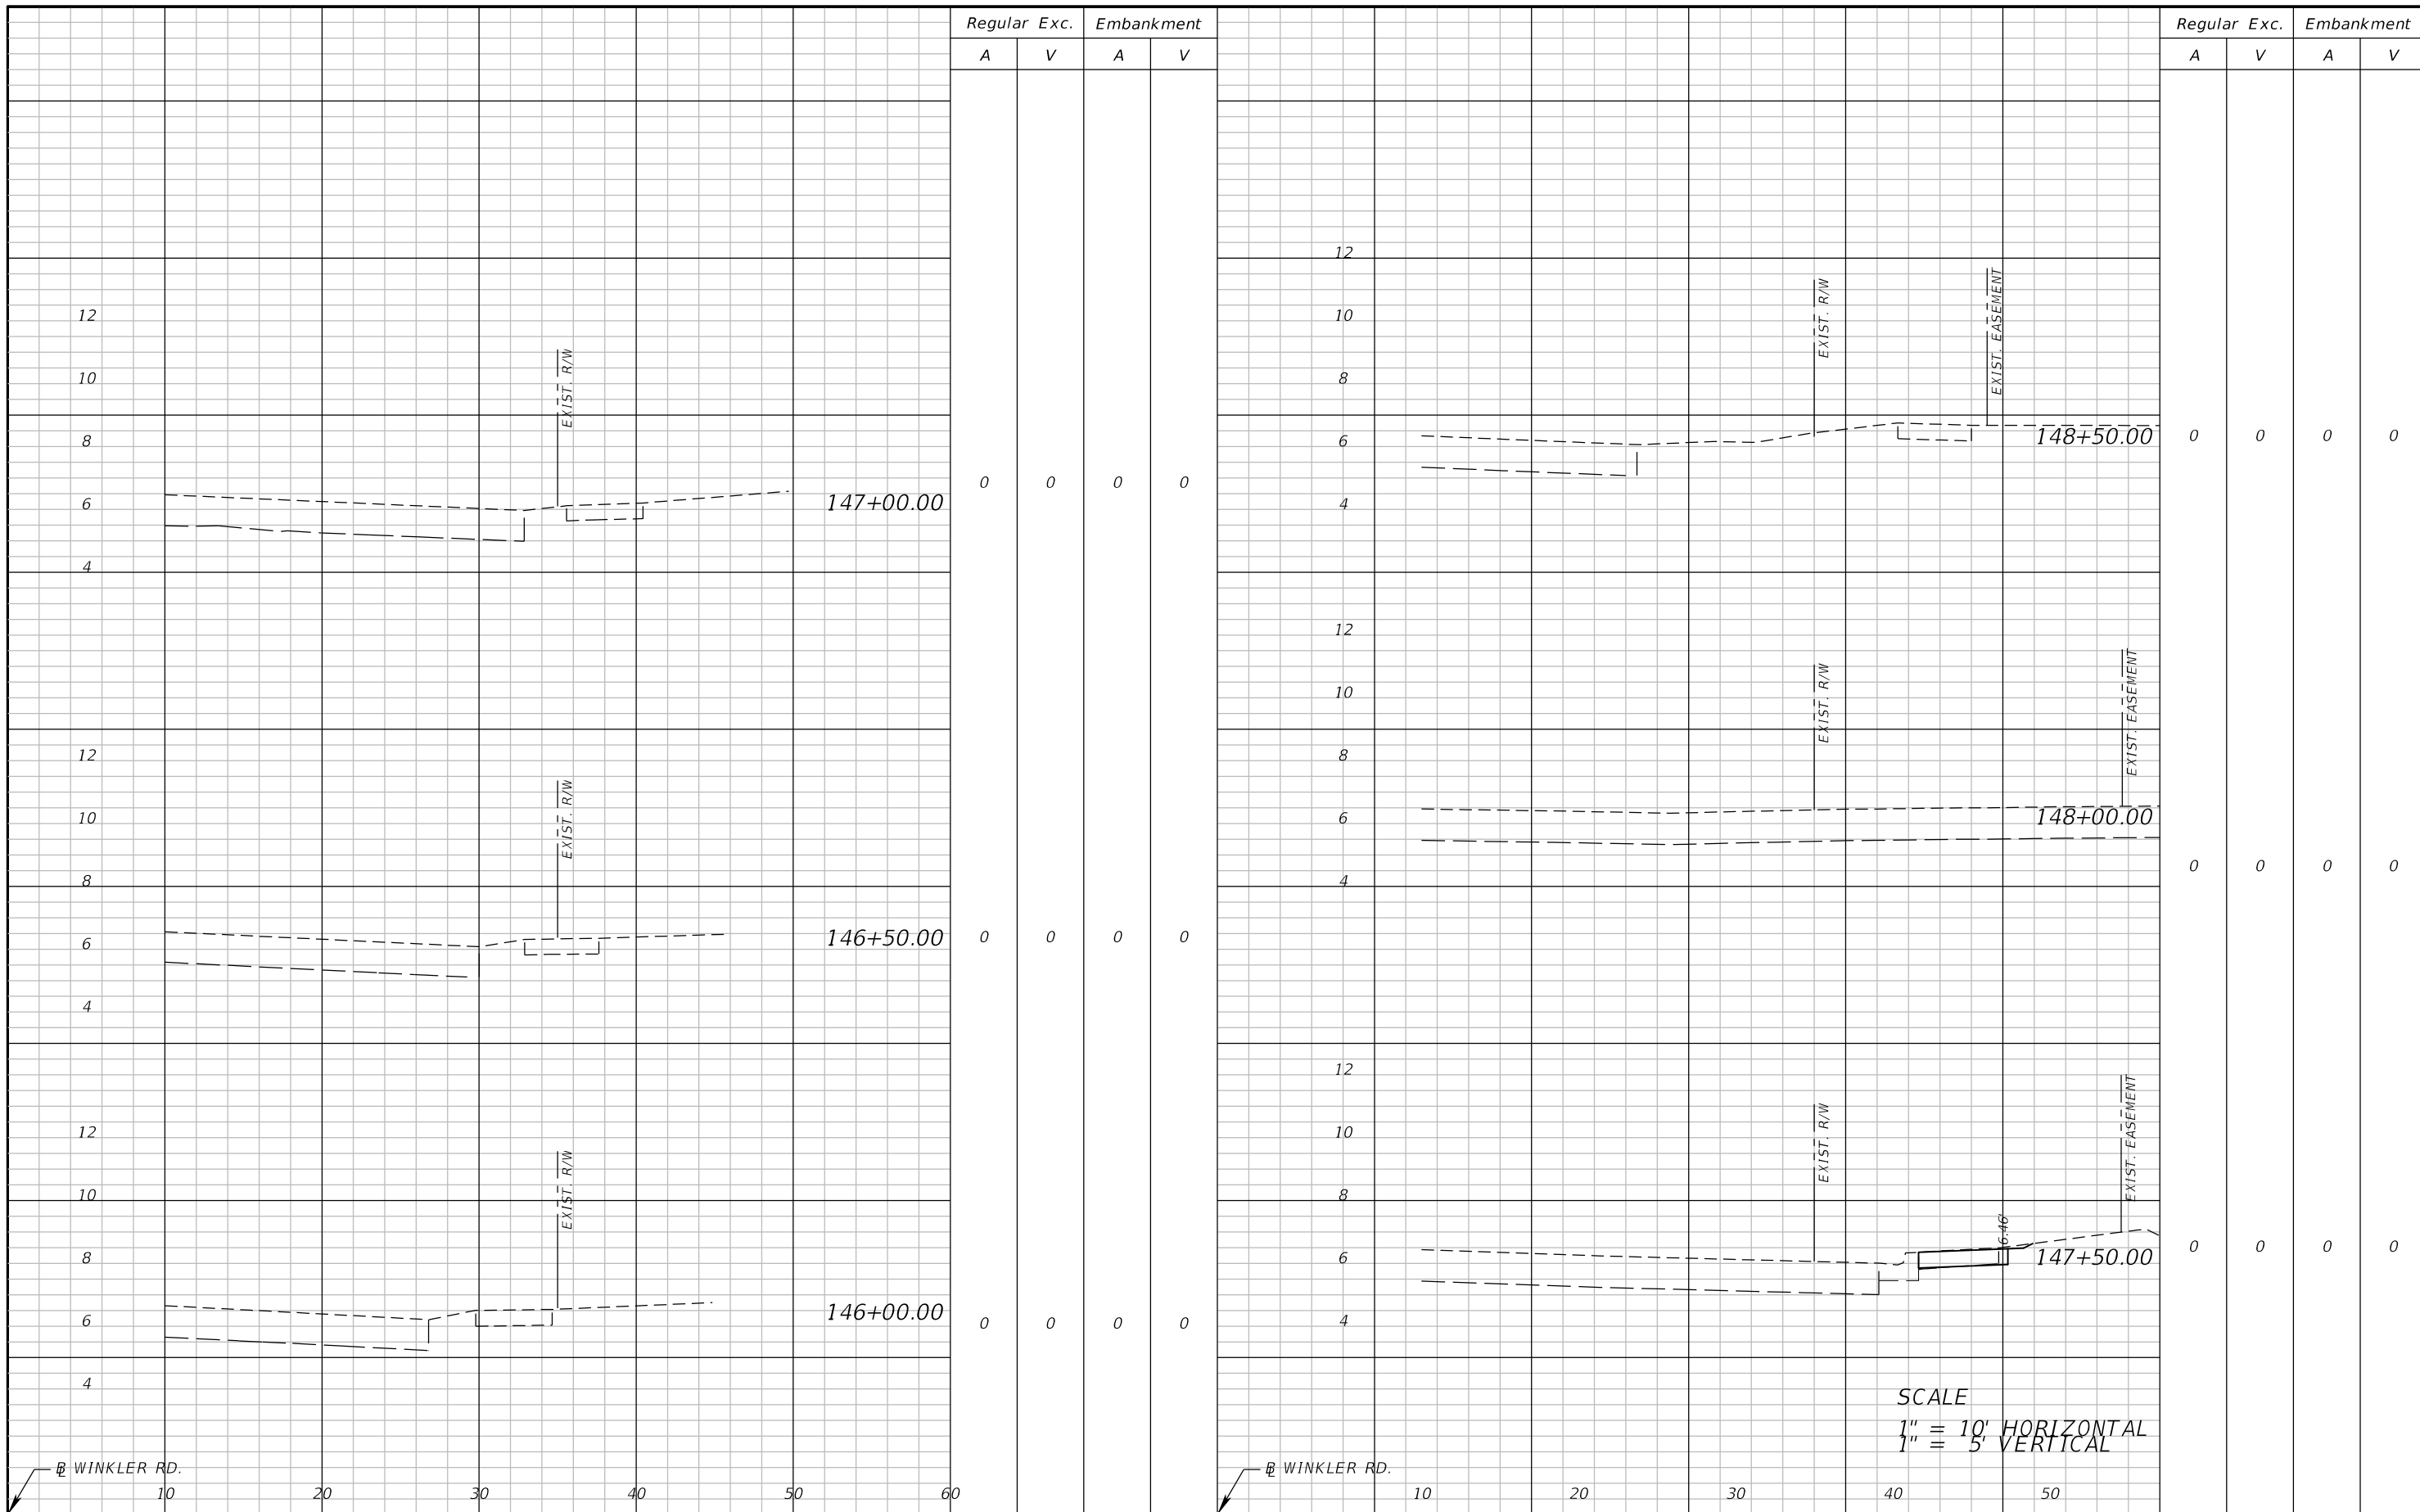 Regular Exc. Embankment
A V A V
12
10
EXIST. R/W
8
6
147+00.00
0 0 0 0
4
12
EXIST. R/W
10
8
6
146+50.00
0 0 0 0
4
12
EXIST. R/W
10
8
6
146+00.00
0 0 0 0
4
BL WINKLER RD.
10 20 30 40 50 60
Regular Exc. Embankment
A V A V
12
EXIST. R/W
EXIST. EASEMENT
10
8
6
148+50.00
0 0 0 0
4
12
EXIST. R/W
EXIST. EASEMENT
10
8
6
148+00.00
0 0 0 0
4
12
EXIST. R/W
EXIST. EASEMENT
10
8
6.46'
6
147+50.00
0 0 0 0
4
SCALE
1" = 10' HORIZONTAL
1" = 5' VERTICAL
BL WINKLER RD.
10 20 30 40 50